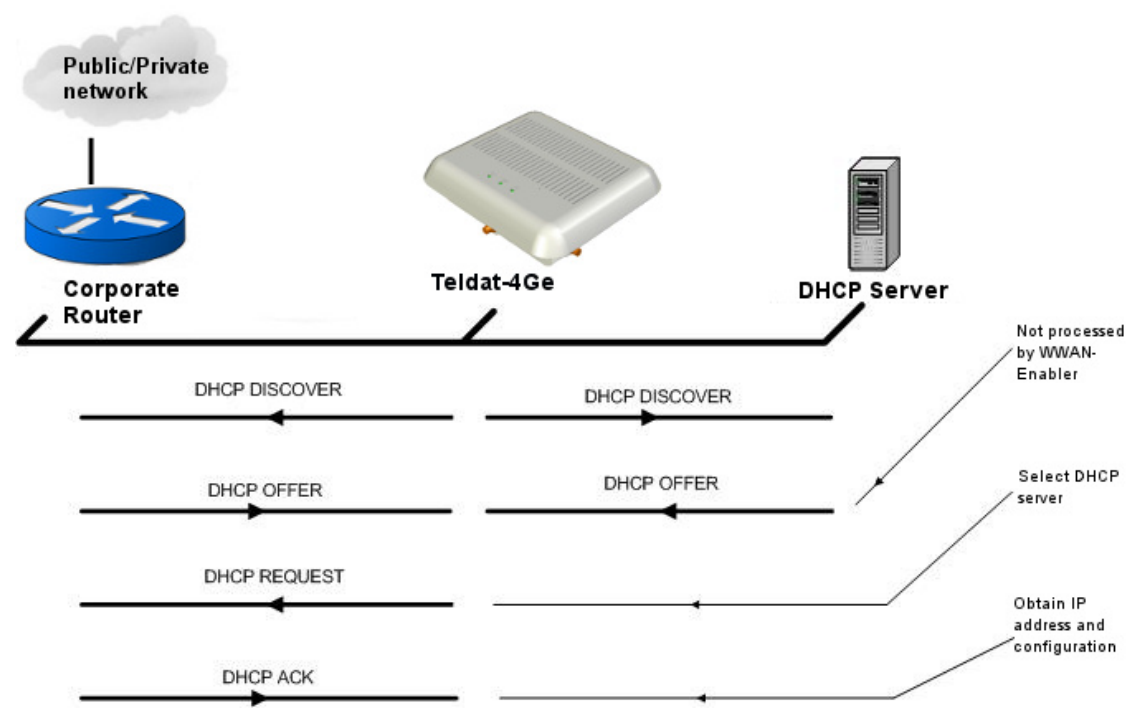 Public/Private
network
Corporate
Router
Teldat-4Ge
DHCP Server
Not processed
by WWAN-
Enabler
DHCP DISCOVER
DHCP DISCOVER
DHCP OFFER
DHCP OFFER
Select DHCP
server
DHCP REQUEST
Obtain IP
address and
configuration
DHCP ACK